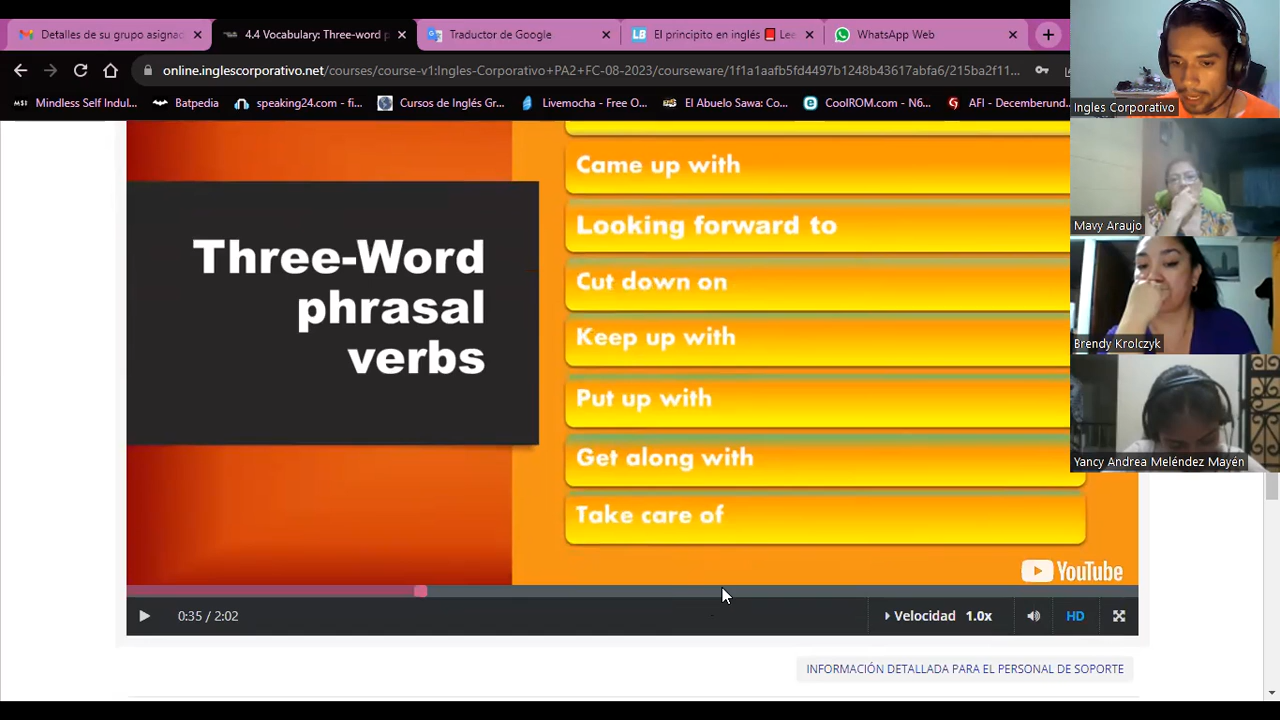 Detalles de su grupo asigna
4.4 Vocabulary: Three-word p
Traductor de Google
El principito en inglés 📕 Lee
WhatsApp Web
online.inglescorporativo.net/courses/course-v1:Ingles-Corporativo+PA2+FC-08-2023/courseware/1f1a1aafb5fd4497b1248b43617abfa6/215ba2f11...
Mindless Self Indul...
Batpedia
speaking24.com - fi...
Cursos de Inglés Gr...
Livemocha - Free O...
El Abuelo Sawa: Co...
CoolROM.com - N6...
AFI - Decemberund
Ingles Corporativo
Mavy Araujo
Brendy Krolczyk
Yancy Andrea Meléndez Mayén
Three-Word
phrasal
verbs
Came up with
Looking forward to
Cut down on
Keep up with
Put up with
Get along with
Take care of
YouTube
0:35 / 2:02
Velocidad 1.0x
HD
INFORMACIÓN DETALLADA PARA EL PERSONAL DE SOPORTE